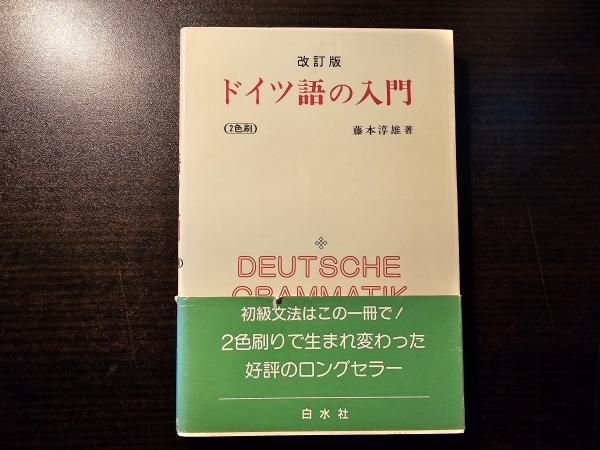 改訂版
ドイツ語の入門
(2色刷)
藤本淳雄著
DEUTSCHE
GRAMMATIK
初級文法はこの一冊で!
2色刷りで生まれ変わった
好評のロングセラー
白水社